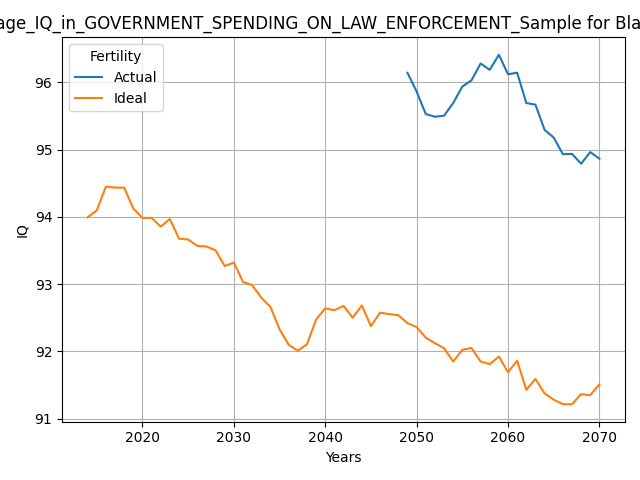 age_IQ_in_GOVERNMENT_SPENDING_ON_LAW_ENFORCEMENT_Sample for Bla
Fertility
Actual
Ideal
96
95
94
93
92
91
IQ
2020 2030 2040 2050 2060 2070
Years